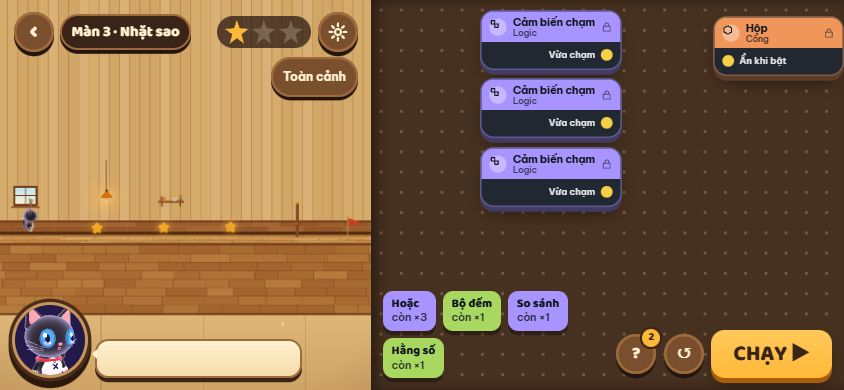 Màn 3 · Nhặt sao
Toàn cảnh
Cảm biến chạm
Logic
Vừa chạm
Cảm biến chạm
Logic
Vừa chạm
Cảm biến chạm
Logic
Vừa chạm
Hộp
Cổng
Ẩn khi bật
Hoặc
còn ×3
Bộ đếm
còn ×1
So sánh
còn ×1
Hằng số
còn ×1
?
2
CHẠY